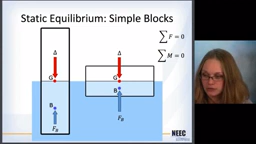 Static Equilibrium: Simple Blocks
∑F = 0
∑M = 0
Δ
Δ
G
G
B
B
F_B
F_B
NEEC